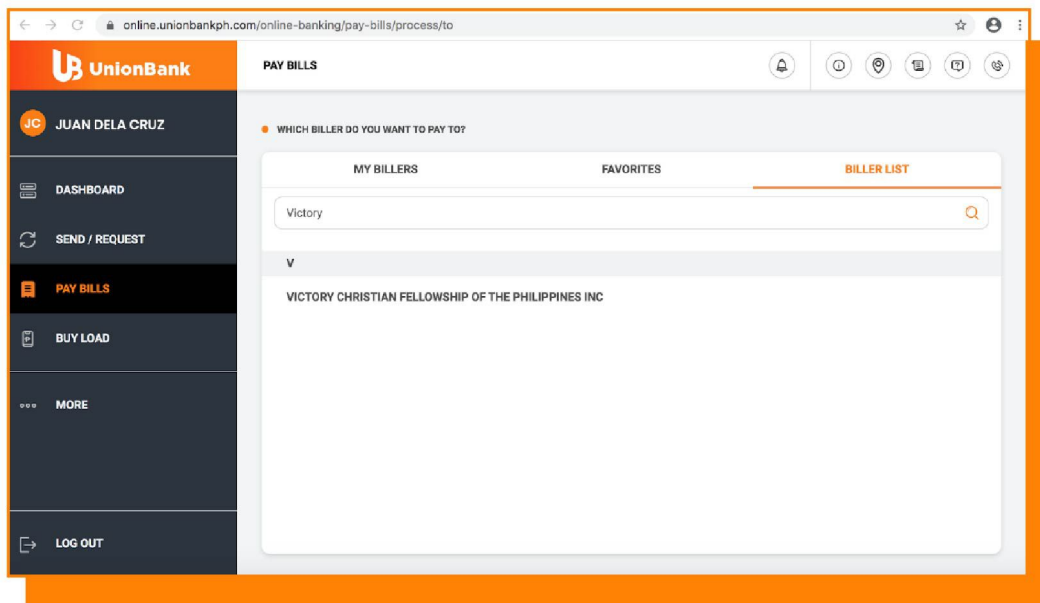 online.unionbankph.com/online-banking/pay-bills/process/to
UB UnionBank
PAY BILLS
JC JUAN DELA CRUZ
WHICH BILLER DO YOU WANT TO PAY TO?
MY BILLERS FAVORITES BILLER LIST
DASHBOARD
Victory
SEND / REQUEST
V
PAY BILLS
VICTORY CHRISTIAN FELLOWSHIP OF THE PHILIPPINES INC
BUY LOAD
MORE
LOG OUT